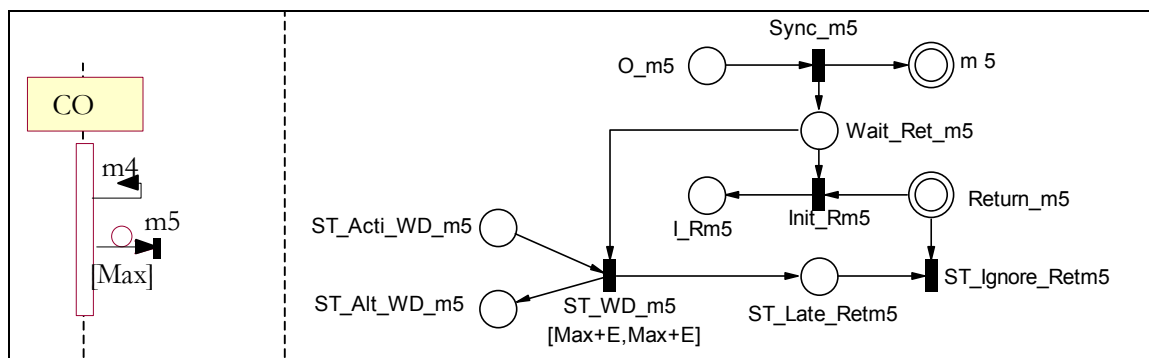 CO
m4
m5
[Max]
Sync_m5
O_m5
m 5
Wait_Ret_m5
I_Rm5
Init_Rm5
Return_m5
ST_Acti_WD_m5
ST_Alt_WD_m5
ST_WD_m5
[Max+E,Max+E]
ST_Late_Retm5
ST_Ignore_Retm5